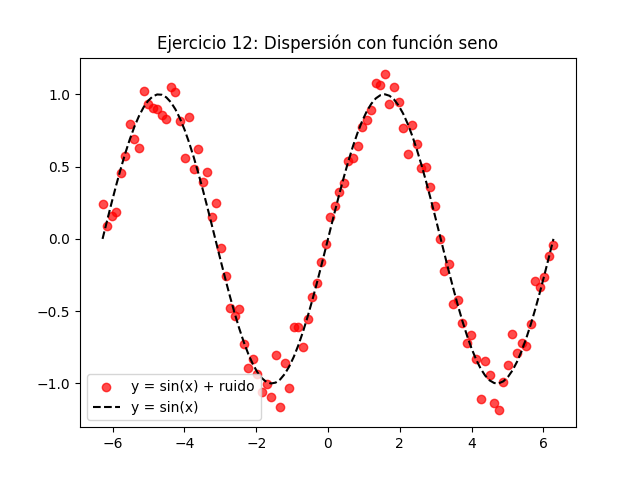 Ejercicio 12: Dispersión con función seno
1.0
0.5
0.0
−0.5
−1.0
y = sin(x) + ruido
y = sin(x)
−6 −4 −2 0 2 4 6